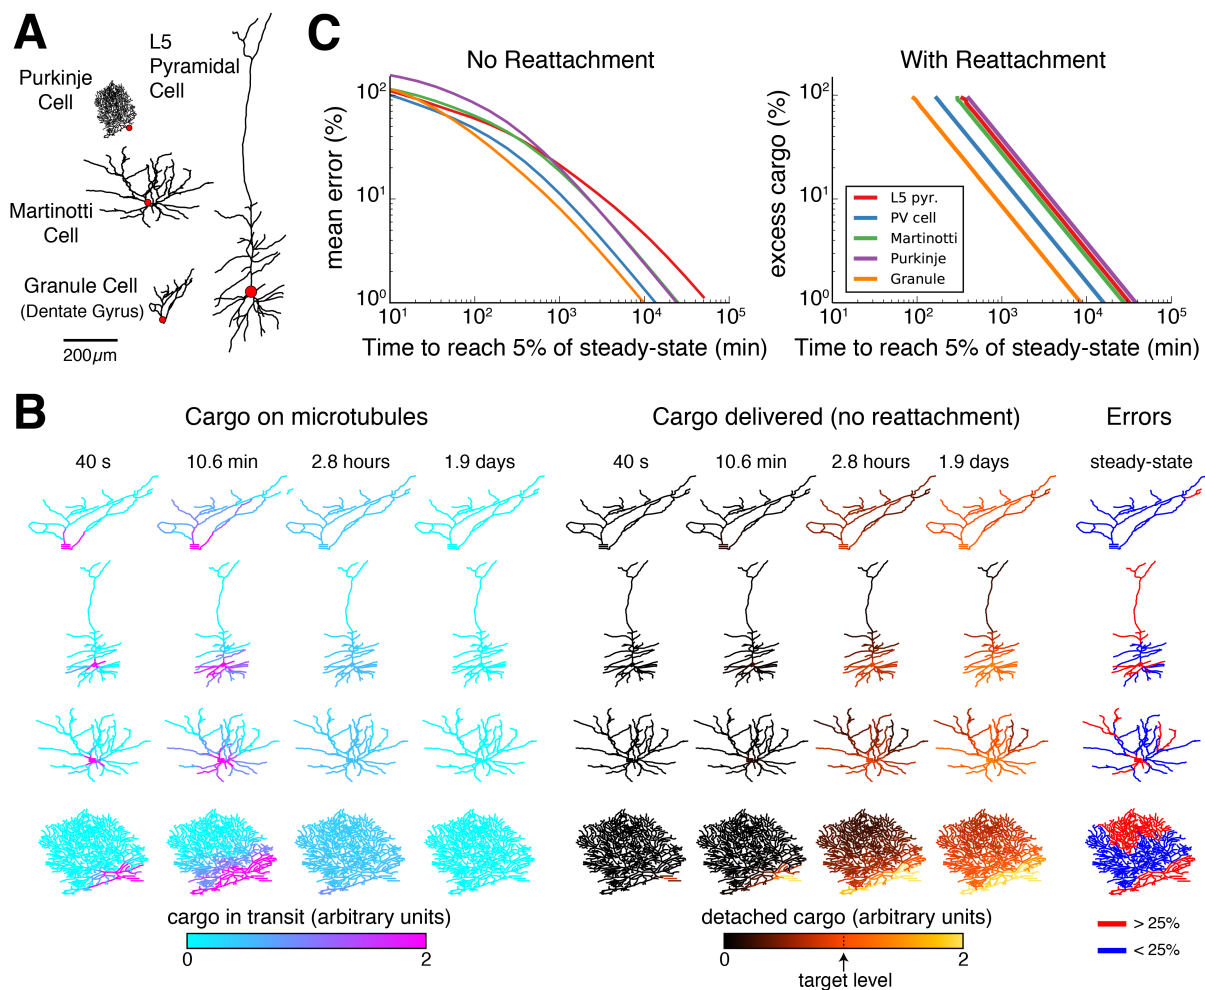 A
L5
Pyramidal
Cell
Purkinje
Cell
Martinotti
Cell
Granule Cell
(Dentate Gyrus)
200μm
C
No Reattachment
mean error (%)
10²
10¹
10⁰
10¹ 10² 10³ 10⁴ 10⁵
Time to reach 5% of steady-state (min)
With Reattachment
excess cargo (%)
10²
10¹
10⁰
10¹ 10² 10³ 10⁴ 10⁵
Time to reach 5% of steady-state (min)
L5 pyr.
PV cell
Martinotti
Purkinje
Granule
B
Cargo on microtubules
40 s 10.6 min 2.8 hours 1.9 days
cargo in transit (arbitrary units)
0 2
Cargo delivered (no reattachment)
40 s 10.6 min 2.8 hours 1.9 days
detached cargo (arbitrary units)
0 2
target level
Errors
steady-state
> 25%
< 25%